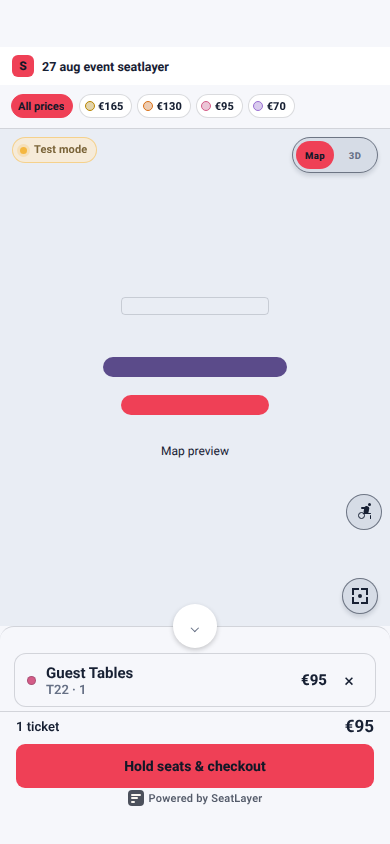 S 27 aug event seatlayer
All prices €165 €130 €95 €70
Test mode
Map 3D
Map preview
Guest Tables
T22 · 1
€95 ×
1 ticket €95
Hold seats & checkout
Powered by SeatLayer